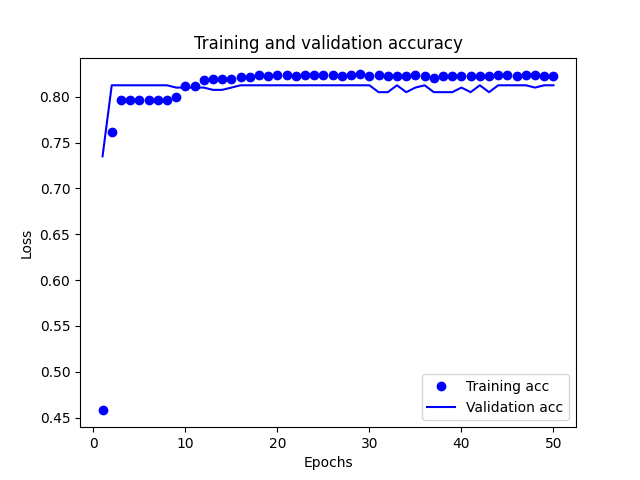 Training and validation accuracy
0.80
0.75
0.70
0.65
0.60
0.55
0.50
0.45
Loss
0 10 20 30 40 50
Epochs
Training acc
Validation acc